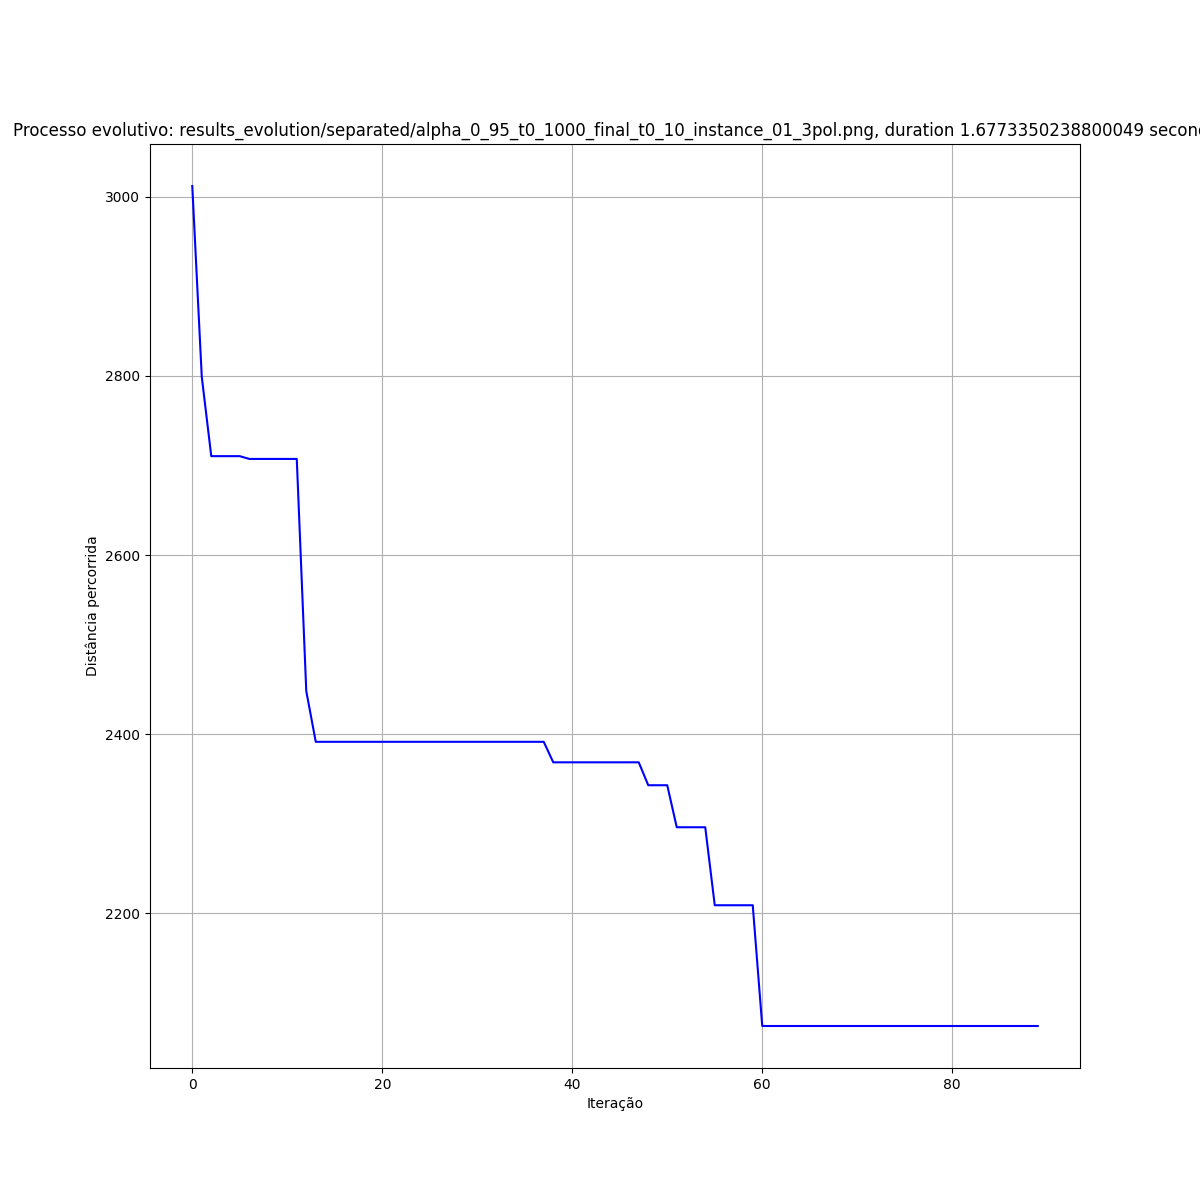 Processo evolutivo: results_evolution/separated/alpha_0_95_t0_1000_final_t0_10_instance_01_3pol.png, duration 1.6773350238800049
3000
2800
2600
2400
2200
Distância percorrida
0 20 40 60 80
Iteração